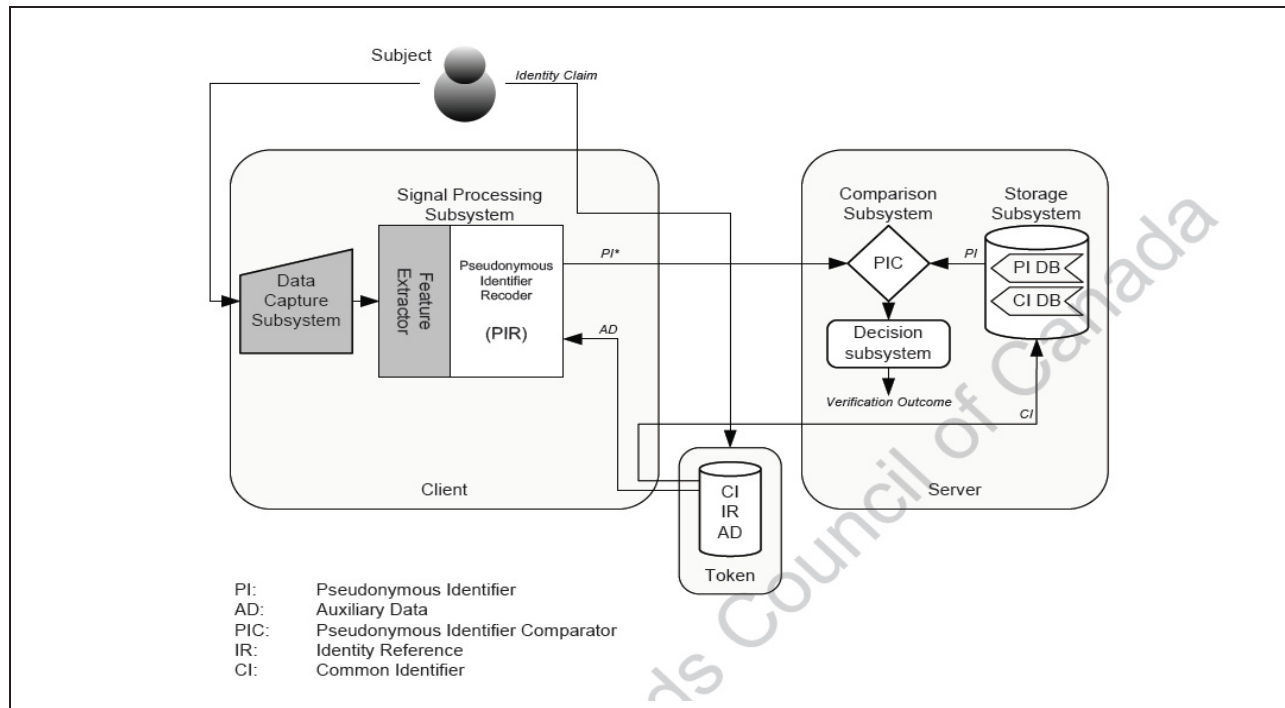 Subject
Identity Claim
Signal Processing
Subsystem
Data
Capture
Subsystem
Feature
Extractor
Pseudonymous
Identifier
Recoder
(PIR)
PI*
AD
Client
Comparison
Subsystem
Storage
Subsystem
PIC
PI
PI DB
CI DB
Decision
subsystem
Verification Outcome
CI
Server
CI
IR
AD
Token
PI: Pseudonymous Identifier
AD: Auxiliary Data
PIC: Pseudonymous Identifier Comparator
IR: Identity Reference
CI: Common Identifier
ds Council of Canada